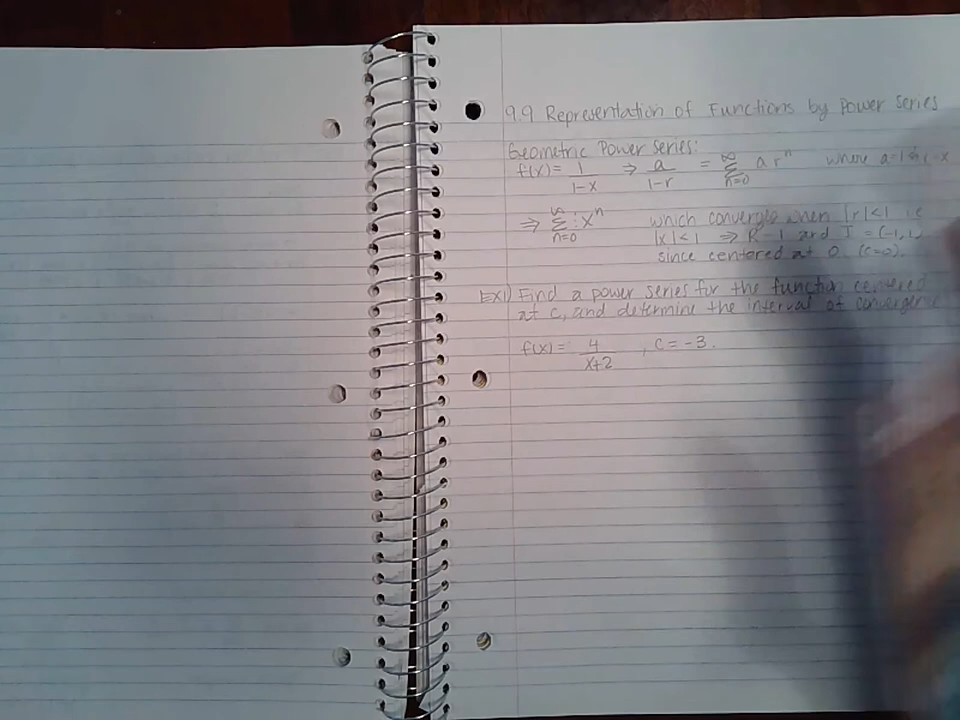 9.9 Representation of Functions by Power Series
Geometric Power Series:
f(x) = 1/(1-x) ⇒ a/(1-r) = ∑_{n=0}^{∞} a r^n where a=1
⇒ ∑_{n=0}^{∞} x^n which converges when |r|<1
|x|<1 ⇒ R=1 and I = (-1,1)
since centered at 0. (c=0).
EX1) Find a power series for the function centered
at c, and determine the interval of convergence
f(x) = 4/(x+2) , c = -3.